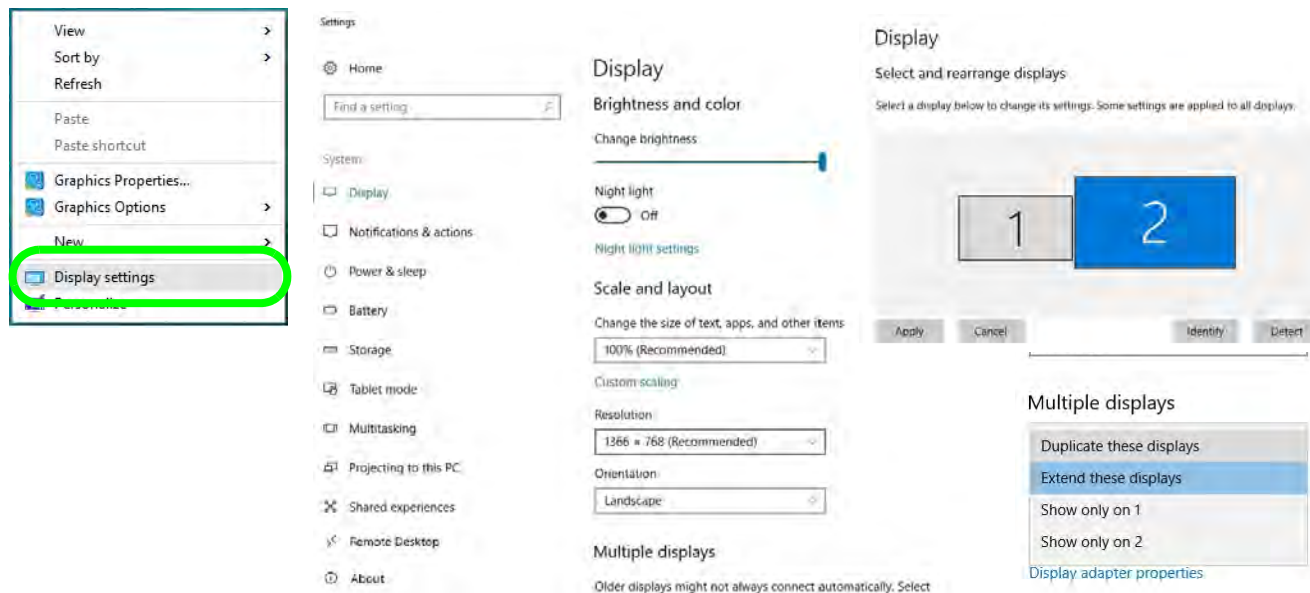 View
Sort by
Refresh
Paste
Paste shortcut
Graphics Properties...
Graphics Options
New
Display settings
Personalize
Settings
Home
Find a setting
System
Display
Notifications & actions
Power & sleep
Battery
Storage
Tablet mode
Multitasking
Projecting to this PC
Shared experiences
Remote Desktop
About
Display
Brightness and color
Change brightness
Night light
Off
Night light settings
Scale and layout
Change the size of text, apps, and other items
100% (Recommended)
Custom scaling
Resolution
1366 × 768 (Recommended)
Orientation
Landscape
Multiple displays
Older displays might not always connect automatically. Select
Display
Select and rearrange displays
Select a display below to change its settings. Some settings are applied to all displays.
1 2
Apply Cancel Identify Detect
Multiple displays
Duplicate these displays
Extend these displays
Show only on 1
Show only on 2
Display adapter properties